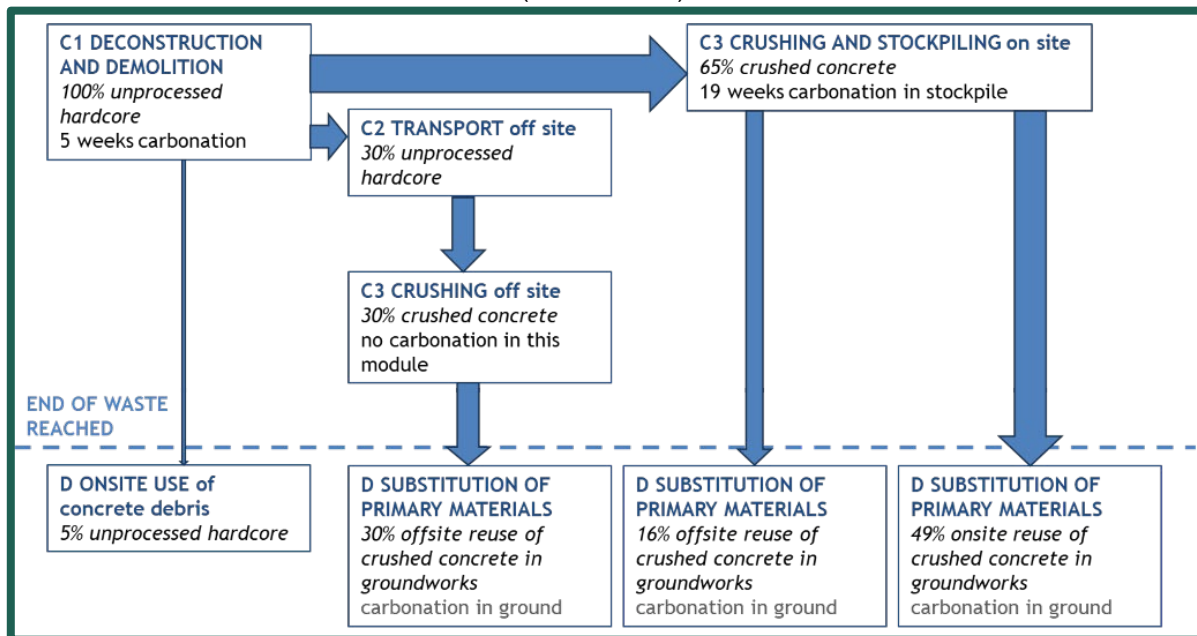 C1 DECONSTRUCTION
AND DEMOLITION
100% unprocessed
hardcore
5 weeks carbonation
C3 CRUSHING AND STOCKPILING on site
65% crushed concrete
19 weeks carbonation in stockpile
C2 TRANSPORT off site
30% unprocessed
hardcore
C3 CRUSHING off site
30% crushed concrete
no carbonation in this
module
END OF WASTE
REACHED
D ONSITE USE of
concrete debris
5% unprocessed hardcore
D SUBSTITUTION OF
PRIMARY MATERIALS
30% offsite reuse of
crushed concrete in
groundworks
carbonation in ground
D SUBSTITUTION OF
PRIMARY MATERIALS
16% offsite reuse of
crushed concrete in
groundworks
carbonation in ground
D SUBSTITUTION OF
PRIMARY MATERIALS
49% onsite reuse of
crushed concrete in
groundworks
carbonation in ground